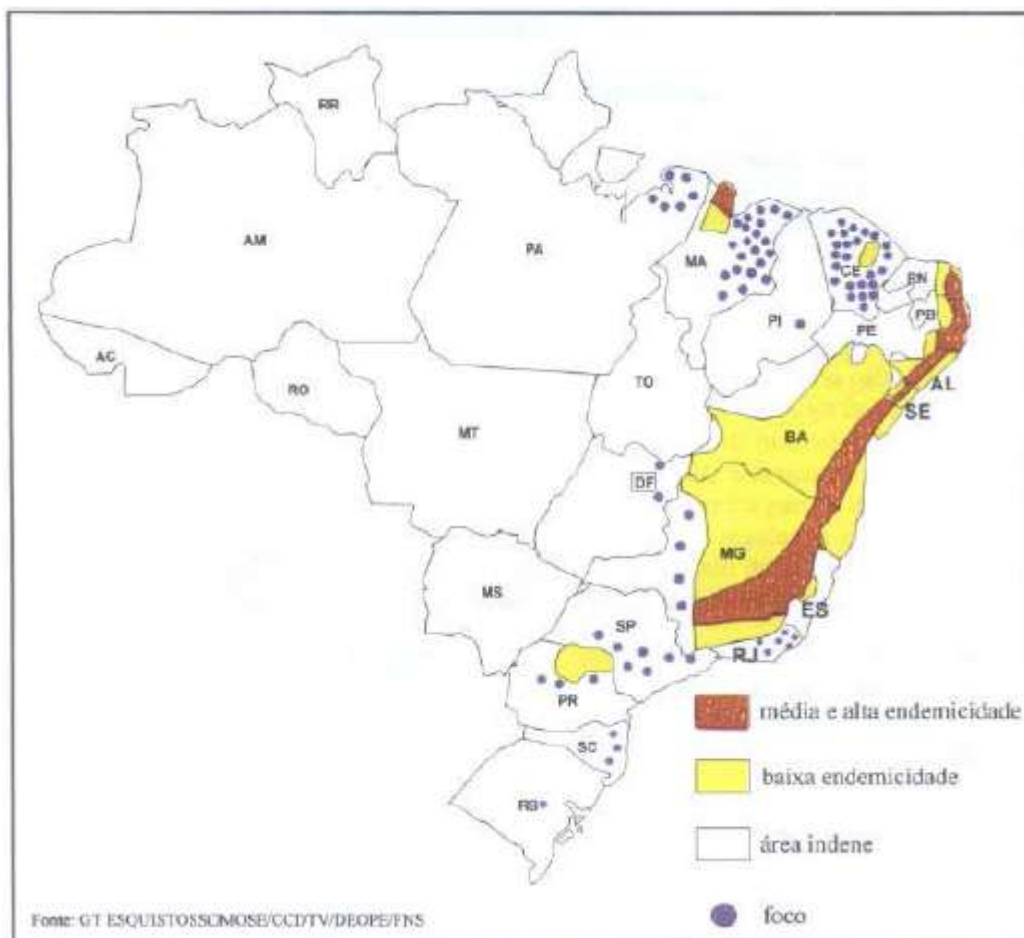 RR
AM
PA
MA
CE
RN
PB
PI
PE
AC
RO
TO
AL
SE
MT
BA
DF
MG
MS
ES
SP
RJ
PR
SC
RS
média e alta endemicidade
baixa endemicidade
área indene
foco
Fonte: GT ESQUISTOSSOMOSE/CCDTV/DEOPE/FNS